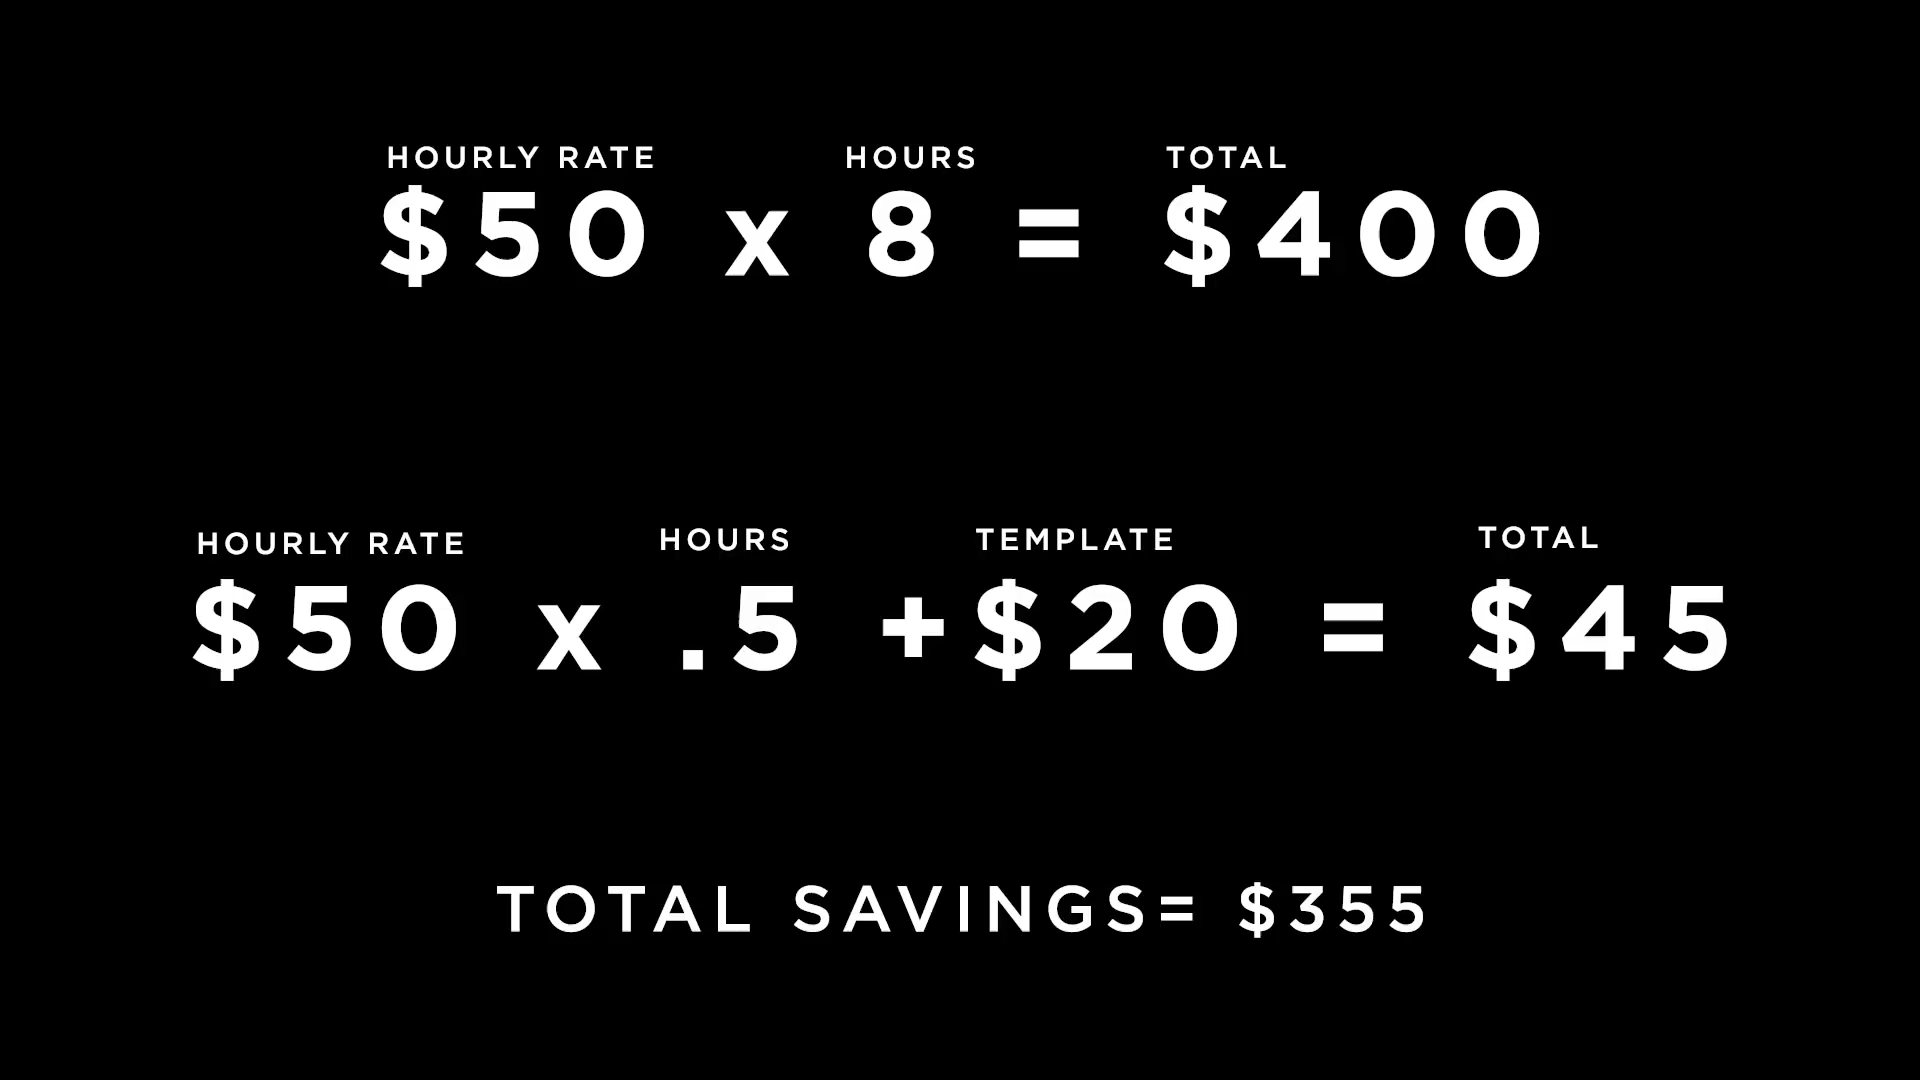 HOURLY RATE HOURS TOTAL
$50 x 8 = $400
HOURLY RATE HOURS TEMPLATE TOTAL
$50 x .5 +$20 = $45
TOTAL SAVINGS= $355